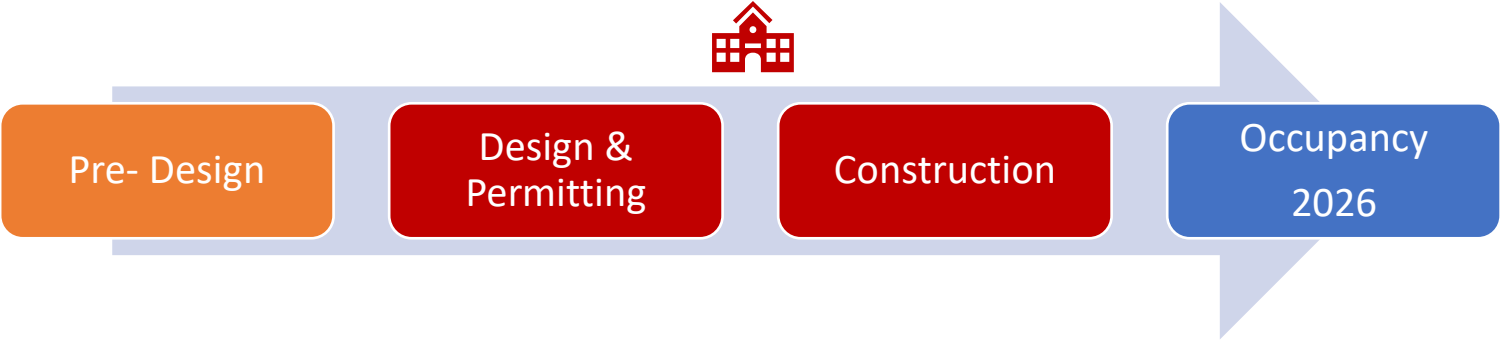 Pre- Design
Design &
Permitting
Construction
Occupancy
2026